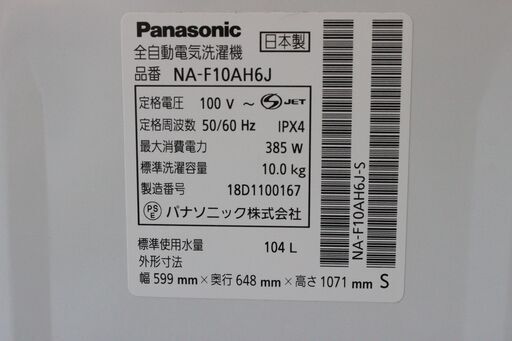 Panasonic
全自動電気洗濯機
日本製
品番 NA-F10AH6J
定格電圧 100 V～ S JET
定格周波数 50/60 Hz IPX4
最大消費電力 385 W
標準洗濯容量 10.0 kg
製造番号 18D1100167
PSE パナソニック株式会社
標準使用水量 104 L
外形寸法
幅 599 mm×奥行 648 mm×高さ 1071 mm S
NA-F10AH6J-S